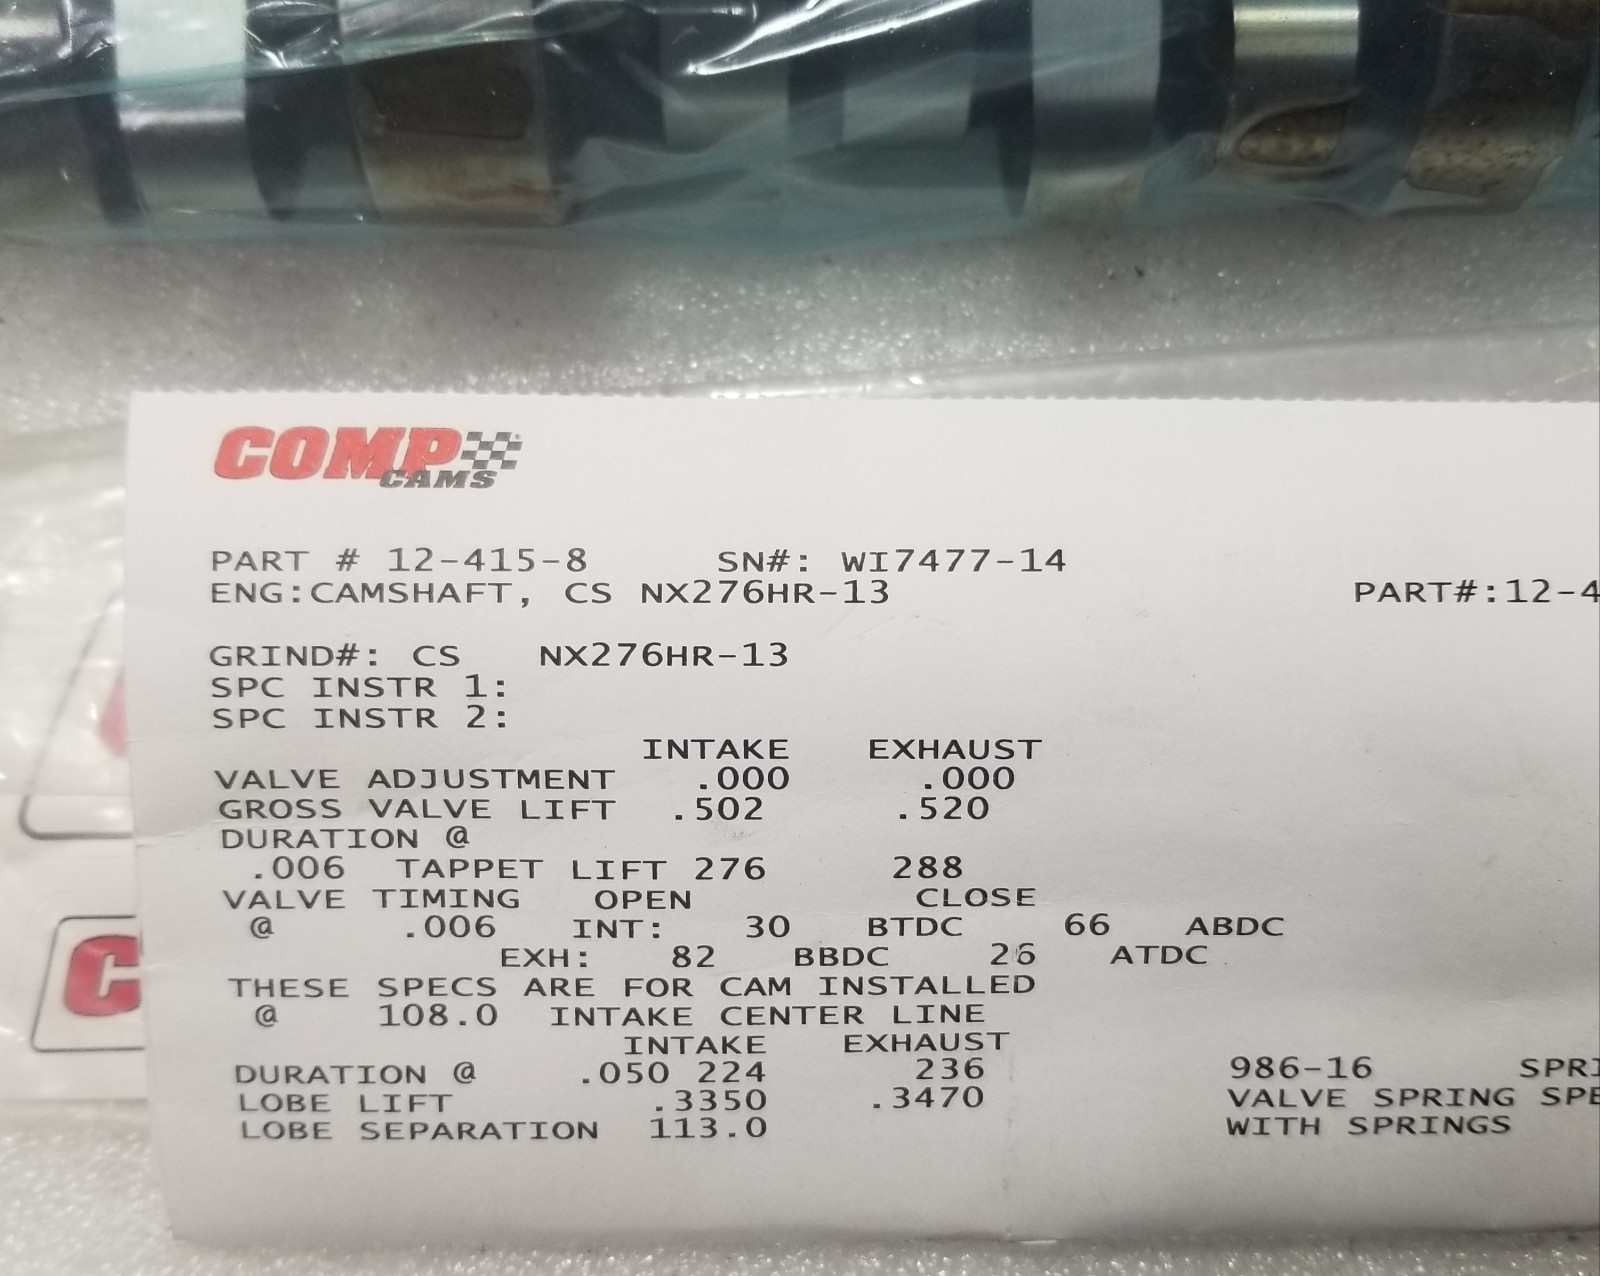 COMP
CAMS
PART # 12-415-8 SN#: WI7477-14
ENG:CAMSHAFT, CS NX276HR-13 PART#:12-4
GRIND#: CS NX276HR-13
SPC INSTR 1:
SPC INSTR 2:
INTAKE EXHAUST
VALVE ADJUSTMENT .000 .000
GROSS VALVE LIFT .502 .520
DURATION @
.006 TAPPET LIFT 276 288
VALVE TIMING OPEN CLOSE
@ .006 INT: 30 BTDC 66 ABDC
EXH: 82 BBDC 26 ATDC
THESE SPECS ARE FOR CAM INSTALLED
@ 108.0 INTAKE CENTER LINE
INTAKE EXHAUST
DURATION @ .050 224 236 986-16 SPRI
LOBE LIFT .3350 .3470 VALVE SPRING SPE
LOBE SEPARATION 113.0 WITH SPRINGS
C